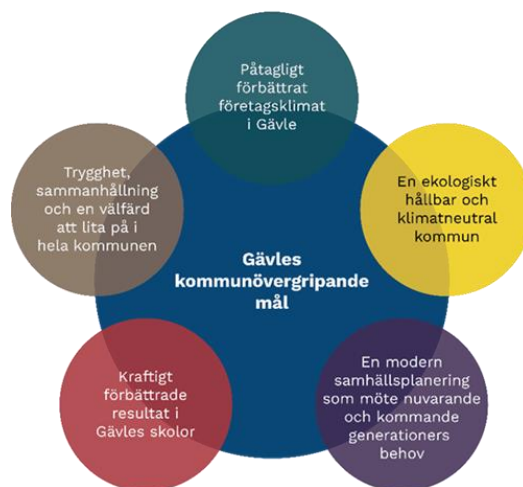 Påtagligt
förbättrat
företagsklimat
i Gävle
Trygghet,
sammanhållning
och en välfärd
att lita på i
hela kommunen
En ekologiskt
hållbar och
klimatneutral
kommun
Gävles
kommunövergripande
mål
Kraftigt
förbättrade
resultat i
Gävles skolor
En modern
samhällsplanering
som möte nuvarande
och kommande
generationers
behov